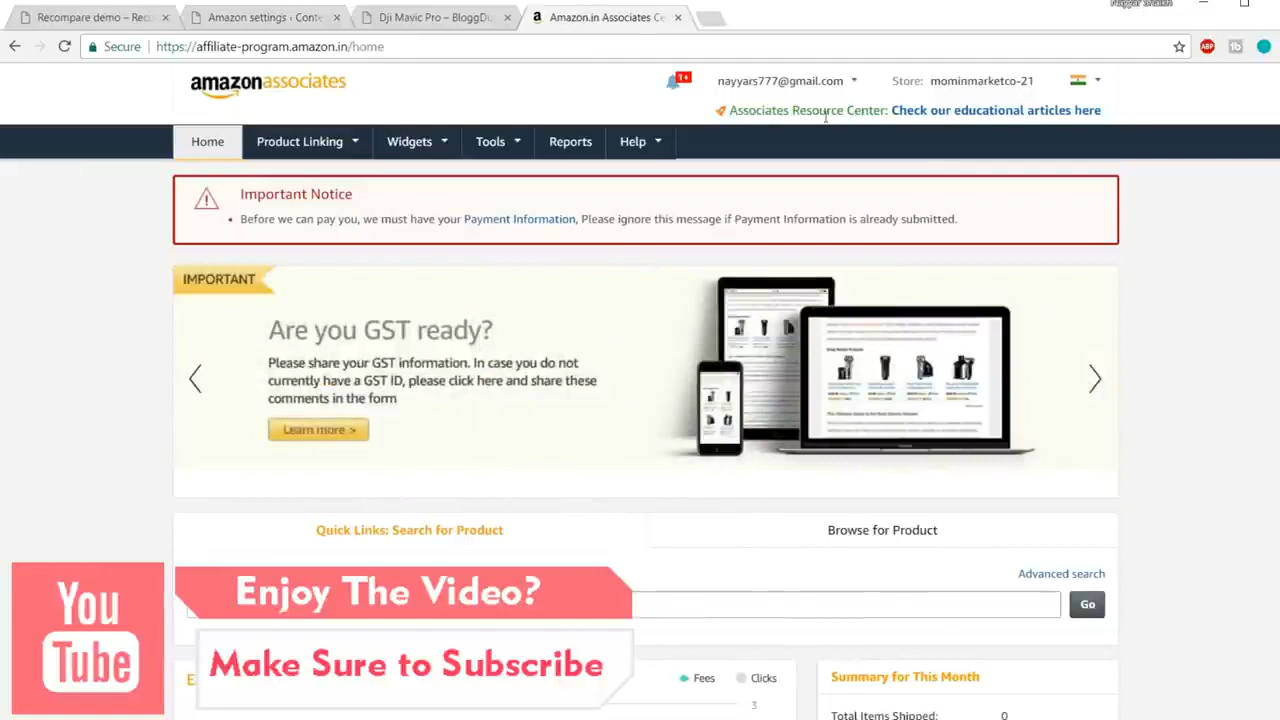 Recompare demo – Reco
Amazon settings ‹ Conte
Dji Mavic Pro – BloggDu
Amazon.in Associates Ce
Secure
https://affiliate-program.amazon.in/home
ABP
amazonassociates
1+
nayyars777@gmail.com
Store: mominmarketco-21
Associates Resource Center: Check our educational articles here
Home
Product Linking
Widgets
Tools
Reports
Help
Important Notice
Before we can pay you, we must have your Payment Information, Please ignore this message if Payment Information is already submitted.
IMPORTANT
Are you GST ready?
Please share your GST information. In case you do not
currently have a GST ID, please click here and share these
comments in the form
Learn more >
Quick Links: Search for Product
Browse for Product
Advanced search
Go
You
Tube
Enjoy The Video?
Make Sure to Subscribe
Fees
Clicks
3
Summary for This Month
Total Items Shipped: 0